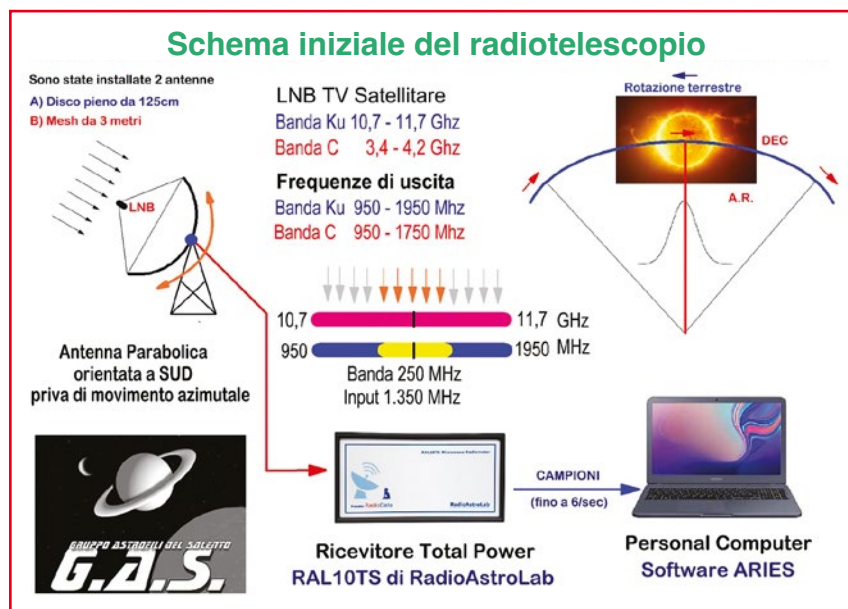 Schema iniziale del radiotelescopio
Sono state installate 2 antenne
A) Disco pieno da 125cm
B) Mesh da 3 metri
LNB
LNB TV Satellitare
Banda Ku 10,7 - 11,7 Ghz
Banda C 3,4 - 4,2 Ghz
Frequenze di uscita
Banda Ku 950 - 1950 Mhz
Banda C 950 - 1750 Mhz
Rotazione terrestre
DEC
A.R.
10,7 11,7 GHz
950 1950 MHz
Banda 250 MHz
Input 1.350 MHz
Antenna Parabolica
orientata a SUD
priva di movimento azimutale
GRUPPO ASTROFILI DEL SALENTO
G.A.S.
RadioAstroLab
Ricevitore Total Power
RAL10TS di RadioAstroLab
CAMPIONI
(fino a 6/sec)
Personal Computer
Software ARIES